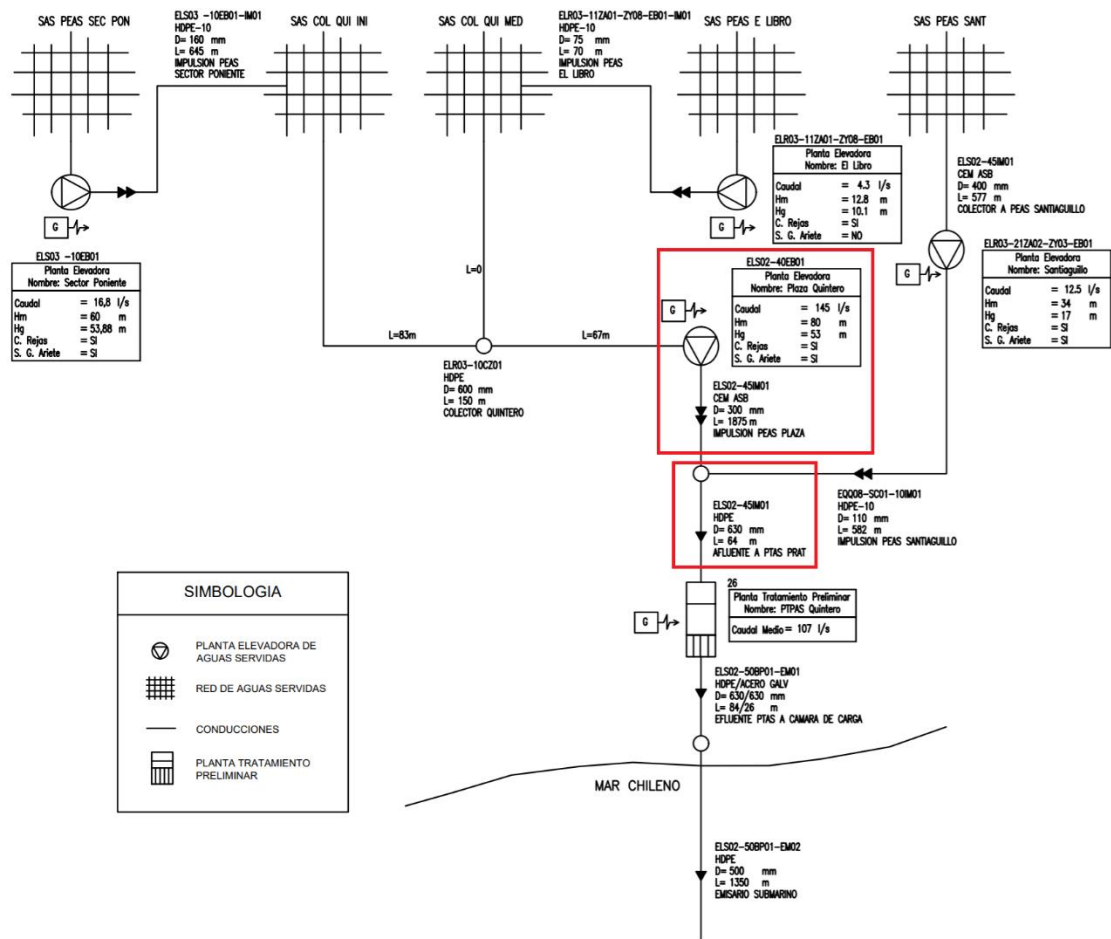 SAS PEAS SEC PON
ELS03 -10EB01-IM01
HDPE-10
D= 160 mm
L= 645 m
IMPULSION PEAS
SECTOR PONIENTE
SAS COL QUI INI
SAS COL QUI MED
ELR03-11ZA01-ZY08-EB01-IM01
HDPE-10
D= 75 mm
L= 70 m
IMPULSION PEAS
EL LIBRO
SAS PEAS E LIBRO
SAS PEAS SANT
G
ELS03 -10EB01
Planta Elevadora
Nombre: Sector Poniente
Caudal = 16,8 l/s
Hm = 60 m
Hg = 53,88 m
C. Rejas = SI
S. G. Ariete = SI
G
ELR03-11ZA01-ZY08-EB01
Planta Elevadora
Nombre: El Libro
Caudal = 4.3 l/s
Hm = 12.8 m
Hg = 10.1 m
C. Rejas = SI
S. G. Ariete = NO
ELS02-45IM01
CEM ASB
D= 400 mm
L= 577 m
COLECTOR A PEAS SANTIAGUILLO
G
ELR03-21ZA02-ZY03-EB01
Planta Elevadora
Nombre: Santiaguillo
Caudal = 12.5 l/s
Hm = 34 m
Hg = 17 m
C. Rejas = SI
S. G. Ariete = SI
L=0
L=83m
L=67m
ELR03-10CZ01
HDPE
D= 600 mm
L= 150 m
COLECTOR QUINTERO
G
ELS02-40EB01
Planta Elevadora
Nombre: Plaza Quintero
Caudal = 145 l/s
Hm = 80 m
Hg = 53 m
C. Rejas = SI
S. G. Ariete = SI
ELS02-45IM01
CEM ASB
D= 300 mm
L= 1875 m
IMPULSION PEAS PLAZA
ELS02-45IM01
HDPE
D= 630 mm
L= 64 m
AFLUENTE A PTAS PRAT
EQQ08-SC01-10IM01
HDPE-10
D= 110 mm
L= 582 m
IMPULSION PEAS SANTIAGUILLO
26
Planta Tratamiento Preliminar
Nombre: PTPAS Quintero
Caudal Medio = 107 l/s
G
ELS02-50BP01-EM01
HDPE/ACERO GALV
D= 630/630 mm
L= 84/26 m
EFLUENTE PTAS A CAMARA DE CARGA
MAR CHILENO
ELS02-50BP01-EM02
HDPE
D= 500 mm
L= 1350 m
EMISARIO SUBMARINO
SIMBOLOGIA
PLANTA ELEVADORA DE
AGUAS SERVIDAS
RED DE AGUAS SERVIDAS
CONDUCCIONES
PLANTA TRATAMIENTO
PRELIMINAR